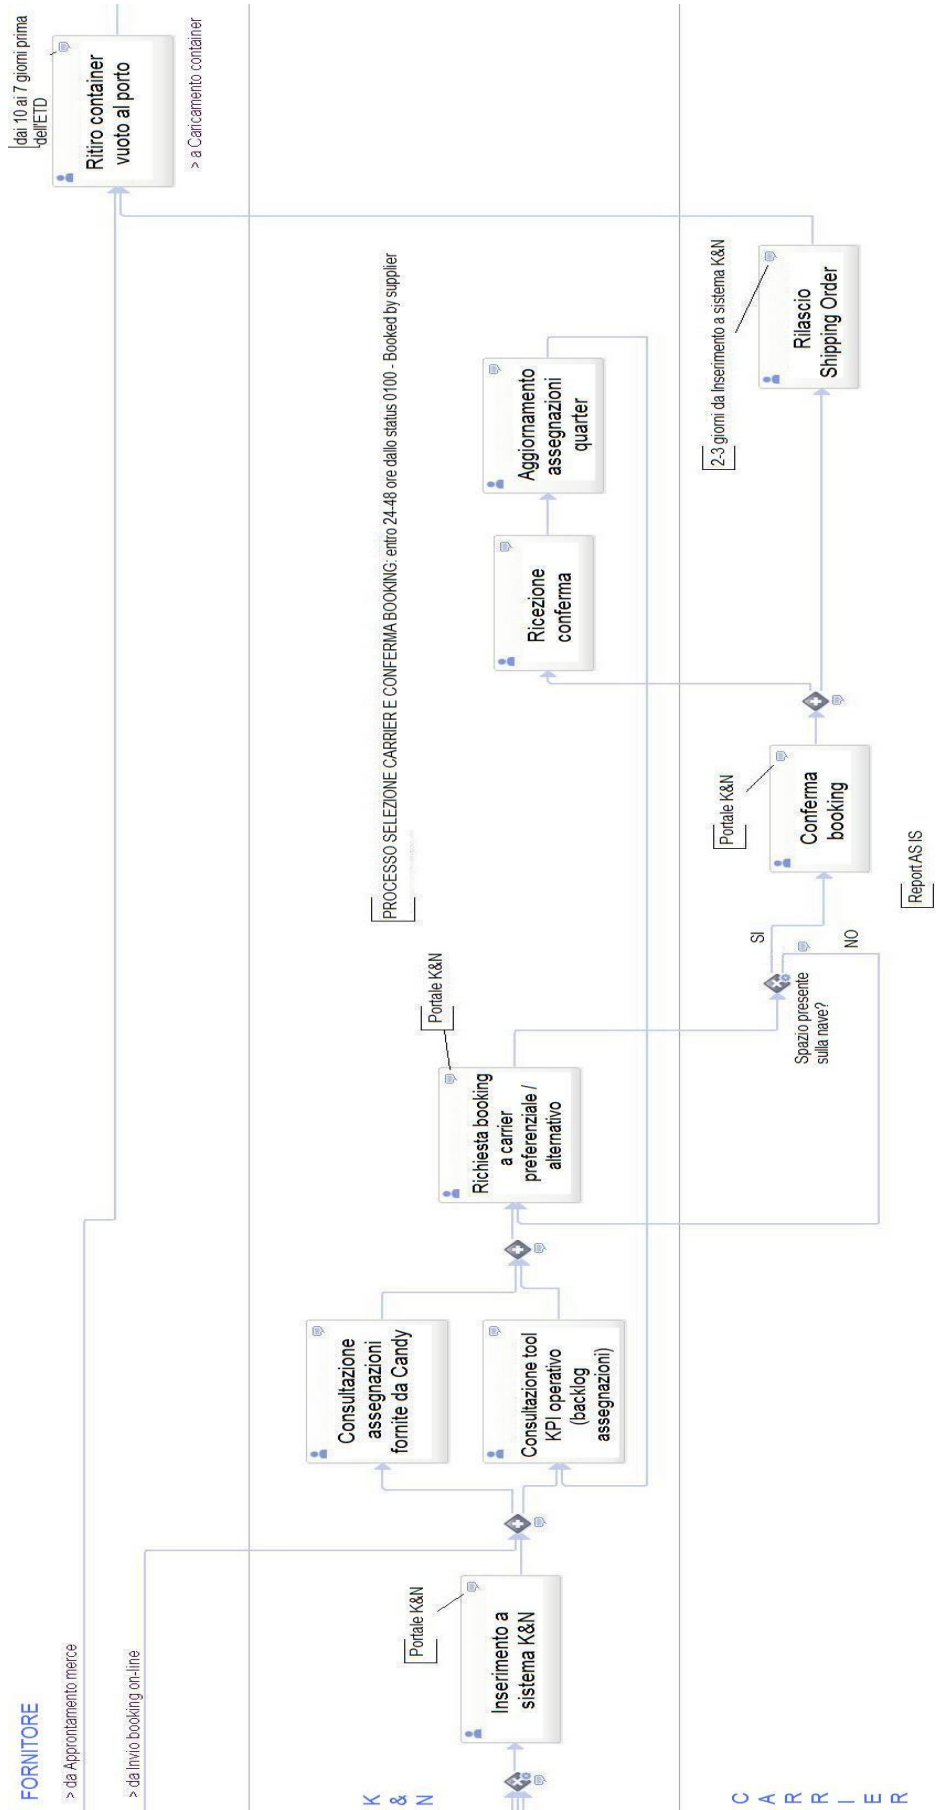 FORNITORE
> da Approntamento merce
> da Invio booking on-line
dai 10 ai 7 giorni prima
dell'ETD
Ritiro container
vuoto al porto
> a Caricamento container
K
&
N
Inserimento a
sistema K&N
Portale K&N
Consultazione
assegnazioni
fornite da Candy
Consultazione tool
KPI operativo
(backlog
assegnazioni)
Richiesta booking
a carrier
preferenziale /
alternativo
Portale K&N
PROCESSO SELEZIONE CARRIER E CONFERMA BOOKING: entro 24-48 ore dallo status 0100 - Booked by supplier
Ricezione
conferma
Aggiornamento
assegnazioni
quarter
C
A
R
R
I
E
R
Spazio presente
sulla nave?
SI
NO
Portale K&N
Conferma
booking
Report AS IS
2-3 giorni da Inserimento a sistema K&N
Rilascio
Shipping Order